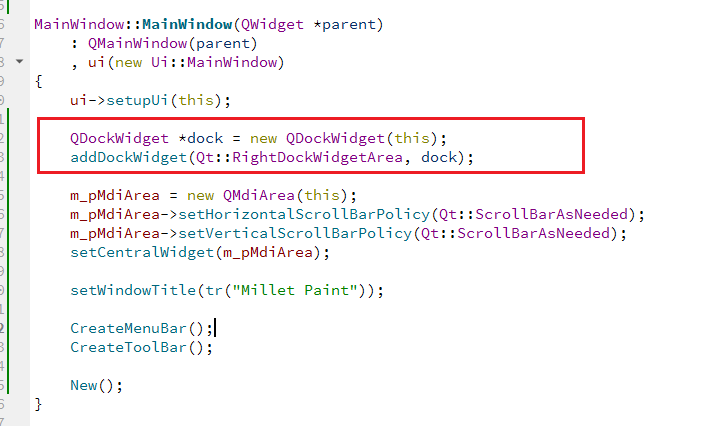 MainWindow::MainWindow(QWidget *parent)
    : QMainWindow(parent)
    , ui(new Ui::MainWindow)
{
    ui->setupUi(this);
    QDockWidget *dock = new QDockWidget(this);
    addDockWidget(Qt::RightDockWidgetArea, dock);
    m_pMdiArea = new QMdiArea(this);
    m_pMdiArea->setHorizontalScrollBarPolicy(Qt::ScrollBarAsNeeded);
    m_pMdiArea->setVerticalScrollBarPolicy(Qt::ScrollBarAsNeeded);
    setCentralWidget(m_pMdiArea);
    setWindowTitle(tr("Millet Paint"));
    CreateMenuBar();
    CreateToolBar();
    New();
}